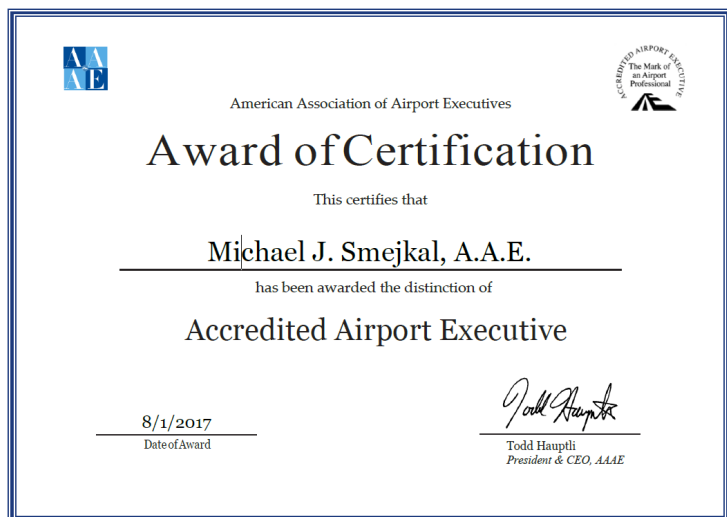 AA
AE
ACCREDITED AIRPORT EXECUTIVE
The Mark of
an Airport
Professional
American Association of Airport Executives
Award of Certification
This certifies that
Michael J. Smejkal, A.A.E.
has been awarded the distinction of
Accredited Airport Executive
Todd Hauptli
8/1/2017
Date of Award
Todd Hauptli
President & CEO, AAAE